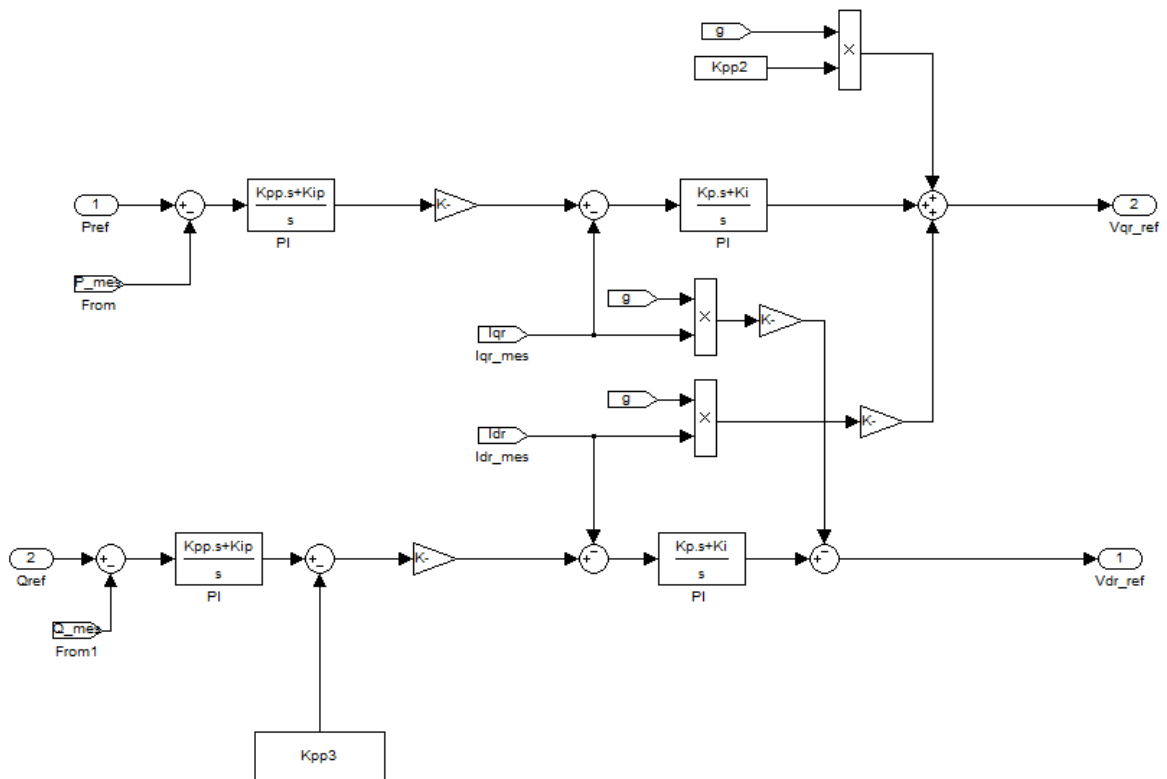 g
Kpp2
×
Kpp.s+Kip
s
PI
1
Pref
K-
Kp.s+Ki
s
PI
2
Vqr_ref
P_mes
From
g
×
K-
Iqr
Iqr_mes
g
×
K-
Idr
Idr_mes
2
Qref
Kpp.s+Kip
s
PI
K-
Kp.s+Ki
s
PI
1
Vdr_ref
Q_mes
From1
Kpp3